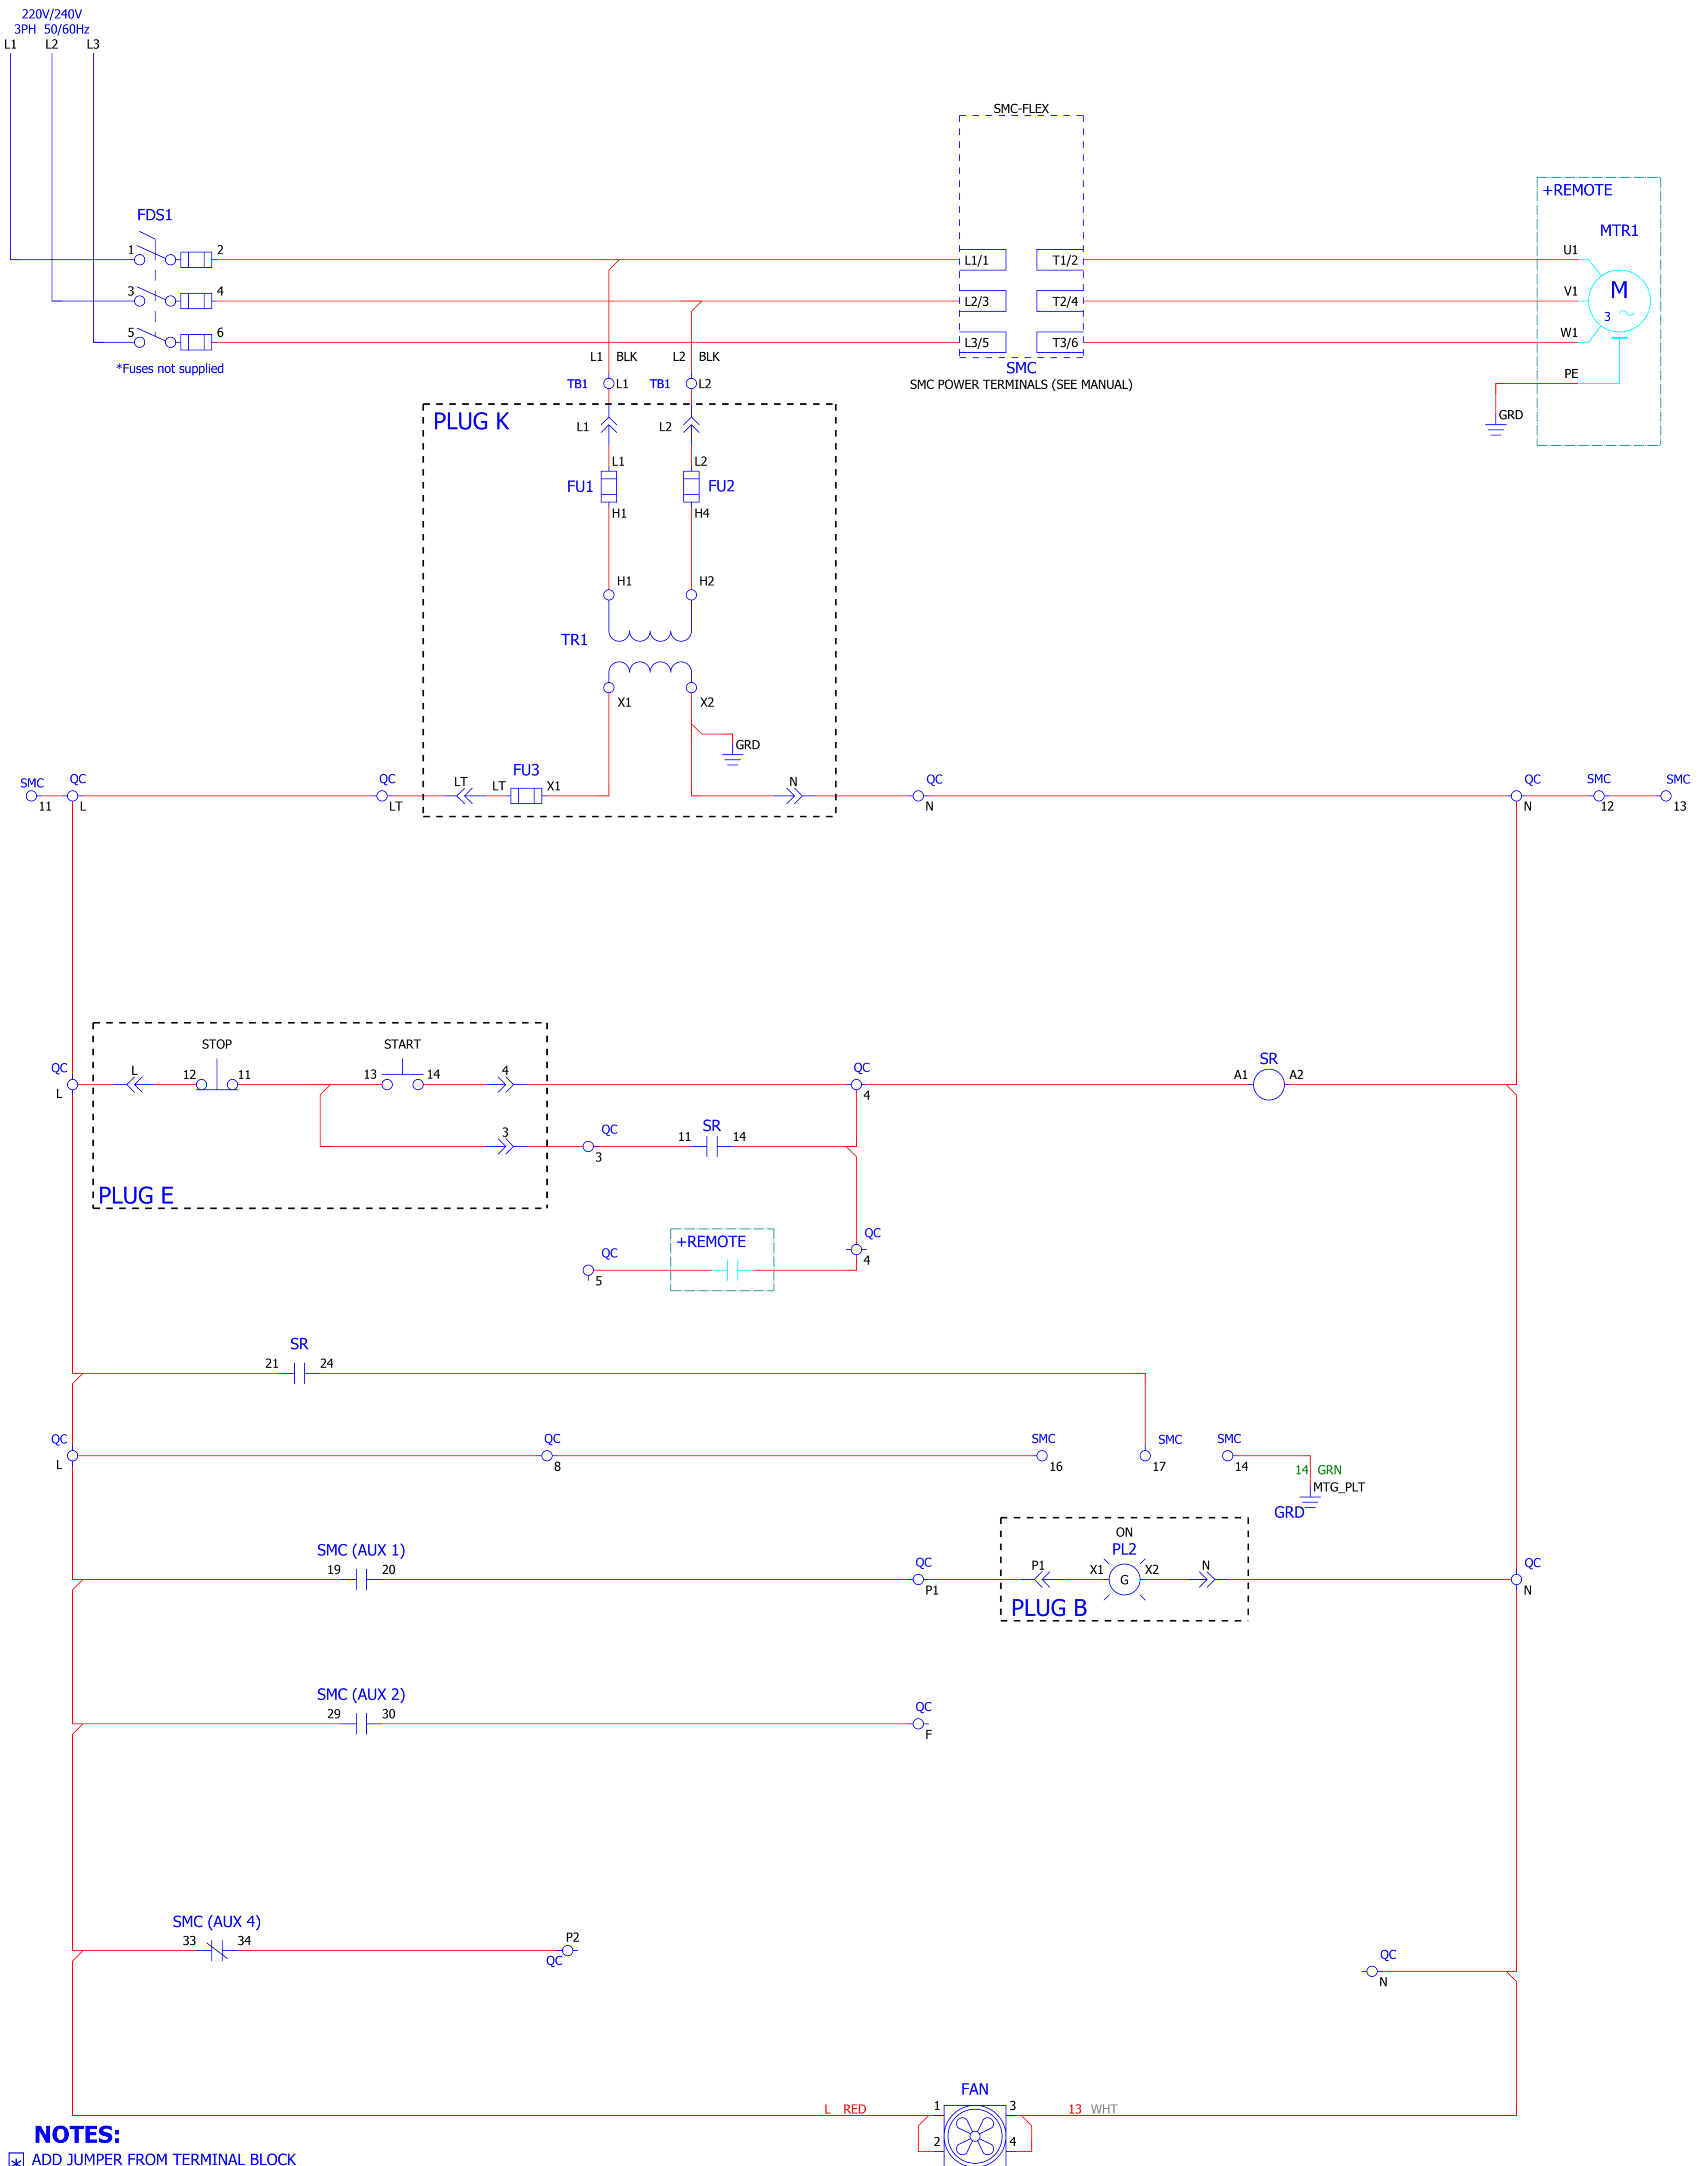 220V/240V
3PH 50/60Hz
L1 L2 L3
SMC-FLEX
+REMOTE
FDS1
MTR1
1 2
L1/1 T1/2
U1
3 4
L2/3 T2/4
V1
M
3
5 6
L3/5 T3/6
W1
*Fuses not supplied
L1 BLK L2 BLK
SMC
SMC POWER TERMINALS (SEE MANUAL)
PE
TB1 L1 TB1 L2
GRD
PLUG K
L1 L2
L1 L2
FU1 FU2
H1 H4
H1 H2
TR1
X1 X2
GRD
SMC QC QC LT LT FU3 X1 N QC QC SMC SMC
11 L LT N N 12 13
STOP START
QC L 12 11 13 14 4 QC SR
L 4 A1 A2
3 QC 11 SR 14
3
PLUG E
+REMOTE
QC QC
5 4
SR
21 24
QC QC SMC SMC SMC
L 8 16 17 14
14 GRN
MTG_PLT
GRD
ON
SMC (AUX 1) PL2
19 20 QC P1 X1 G X2 N QC
P1 N
PLUG B
SMC (AUX 2)
29 30 QC
F
SMC (AUX 4)
33 34 P2
QC
QC
N
FAN
L RED 1 3 13 WHT
2 4
NOTES:
* ADD JUMPER FROM TERMINAL BLOCK